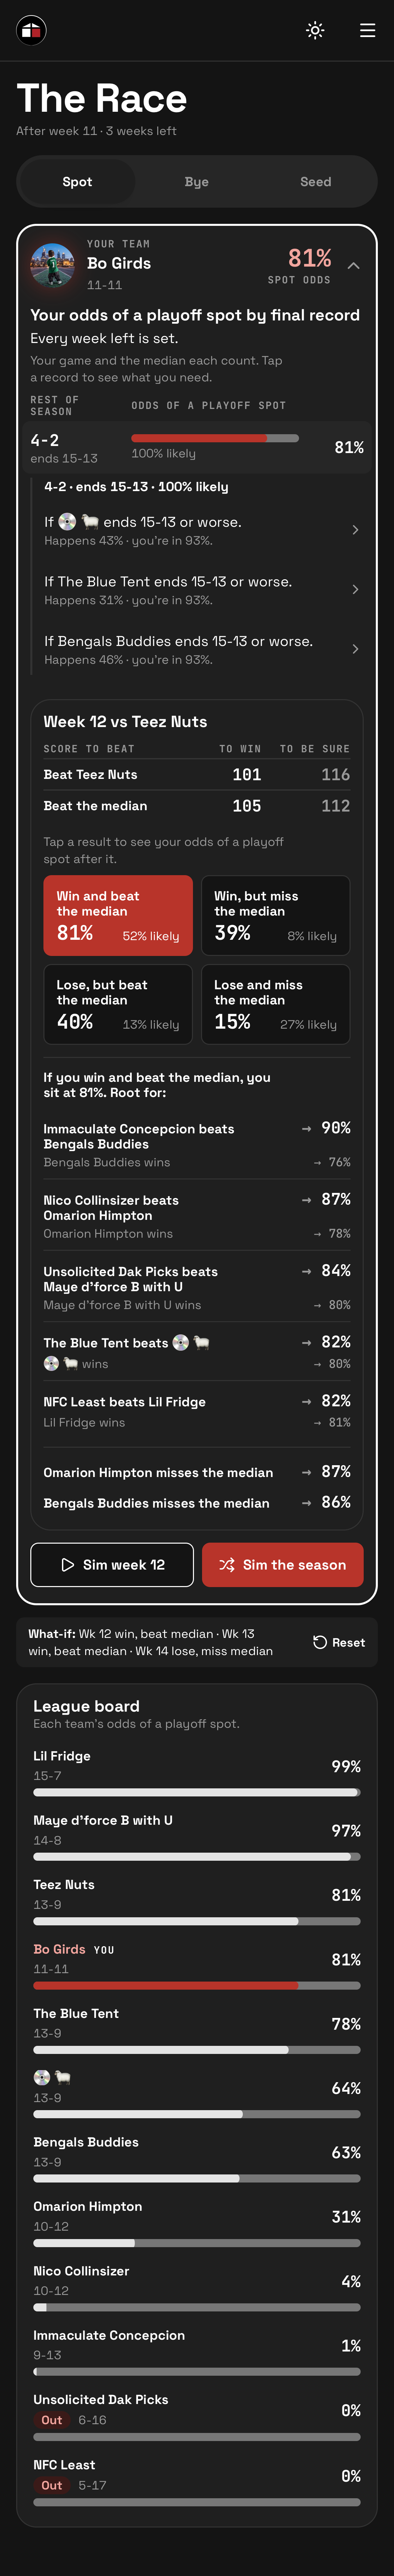 The Race
After week 11 · 3 weeks left
Spot
Bye
Seed
YOUR TEAM
Bo Girds
11-11
81%
SPOT ODDS
Your odds of a playoff spot by final record
Every week left is set.
Your game and the median each count. Tap
a record to see what you need.
REST OF
SEASON
ODDS OF A PLAYOFF SPOT
4-2
ends 15-13
100% likely
81%
4-2 · ends 15-13 · 100% likely
If 💿 🐑 ends 15-13 or worse.
Happens 43% · you're in 93%.
If The Blue Tent ends 15-13 or worse.
Happens 31% · you're in 93%.
If Bengals Buddies ends 15-13 or worse.
Happens 46% · you're in 93%.
Week 12 vs Teez Nuts
SCORE TO BEAT TO WIN TO BE SURE
Beat Teez Nuts 101 116
Beat the median 105 112
Tap a result to see your odds of a playoff
spot after it.
Win and beat
the median
81% 52% likely
Win, but miss
the median
39% 8% likely
Lose, but beat
the median
40% 13% likely
Lose and miss
the median
15% 27% likely
If you win and beat the median, you
sit at 81%. Root for:
Immaculate Concepcion beats
Bengals Buddies
→ 90%
Bengals Buddies wins → 76%
Nico Collinsizer beats
Omarion Himpton
→ 87%
Omarion Himpton wins → 78%
Unsolicited Dak Picks beats
Maye d'force B with U
→ 84%
Maye d'force B with U wins → 80%
The Blue Tent beats 💿 🐑 → 82%
💿 🐑 wins → 80%
NFC Least beats Lil Fridge → 82%
Lil Fridge wins → 81%
Omarion Himpton misses the median → 87%
Bengals Buddies misses the median → 86%
Sim week 12
Sim the season
What-if: Wk 12 win, beat median · Wk 13
win, beat median · Wk 14 lose, miss median
Reset
League board
Each team's odds of a playoff spot.
Lil Fridge
15-7
99%
Maye d'force B with U
14-8
97%
Teez Nuts
13-9
81%
Bo Girds YOU
11-11
81%
The Blue Tent
13-9
78%
💿 🐑
13-9
64%
Bengals Buddies
13-9
63%
Omarion Himpton
10-12
31%
Nico Collinsizer
10-12
4%
Immaculate Concepcion
9-13
1%
Unsolicited Dak Picks
Out 6-16
0%
NFC Least
Out 5-17
0%